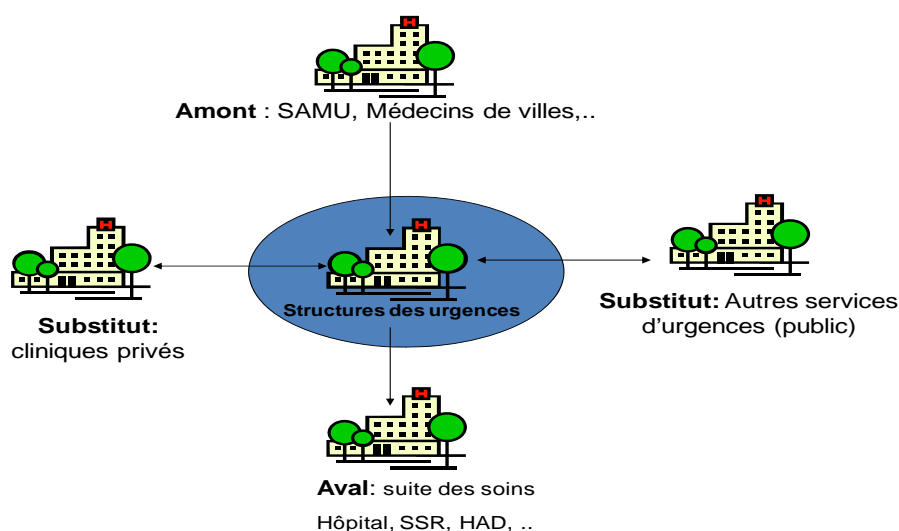 H
Amont : SAMU, Médecins de villes,..
H
H
H
Structures des urgences
Substitut:
cliniques privés
Substitut: Autres services
d'urgences (public)
H
Aval: suite des soins
Hôpital, SSR, HAD, ..